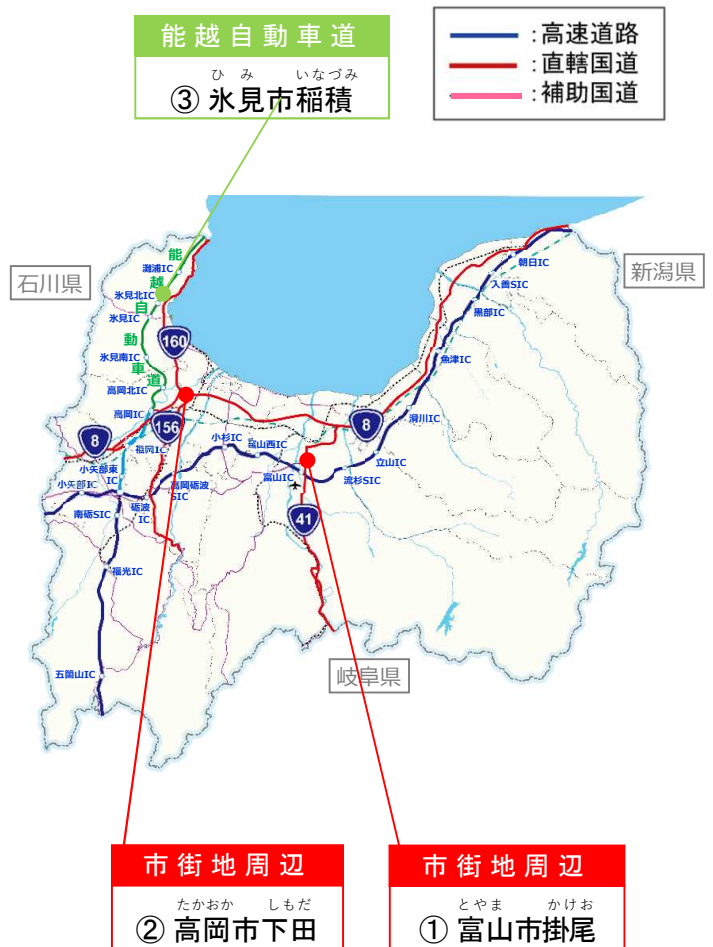 能越自動車道
ひみ いなづみ
③ 氷見市稲積
:高速道路
:直轄国道
:補助国道
石川県
新潟県
岐阜県
能越自動車道
灘浦IC
氷見北IC
氷見IC
氷見南IC
高岡北IC
高岡IC
160
156
8
福岡IC
小矢部東IC
小矢部IC
南砺SIC
砺波IC
高岡砺波SIC
小杉IC
富山西IC
富山IC
流杉SIC
立山IC
滑川IC
8
魚津IC
黒部IC
入善SIC
朝日IC
41
福光IC
五箇山IC
市街地周辺
たかおか しもだ
② 高岡市下田
市街地周辺
とやま かけお
① 富山市掛尾